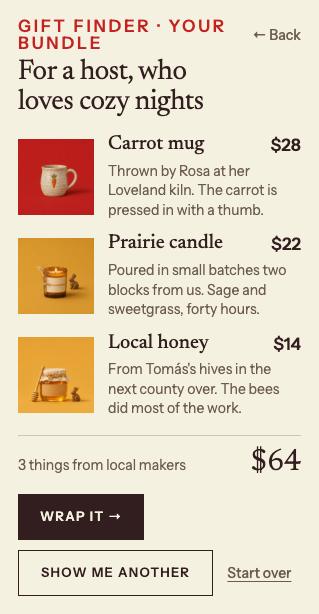 GIFT FINDER · YOUR
BUNDLE
← Back
For a host, who
loves cozy nights
Carrot mug
$28
Thrown by Rosa at her
Loveland kiln. The carrot is
pressed in with a thumb.
Prairie candle
$22
Poured in small batches two
blocks from us. Sage and
sweetgrass, forty hours.
Local honey
$14
From Tomás's hives in the
next county over. The bees
did most of the work.
3 things from local makers
$64
WRAP IT →
SHOW ME ANOTHER
Start over